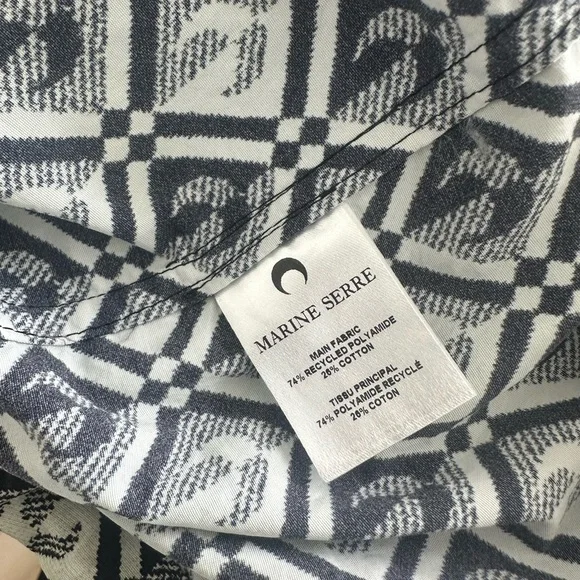 MARINE SERRE
MAIN FABRIC
74% RECYCLED POLYAMIDE
26% COTTON
TISSU PRINCIPAL
74% POLYAMIDE RECYCLÉ
26% COTON